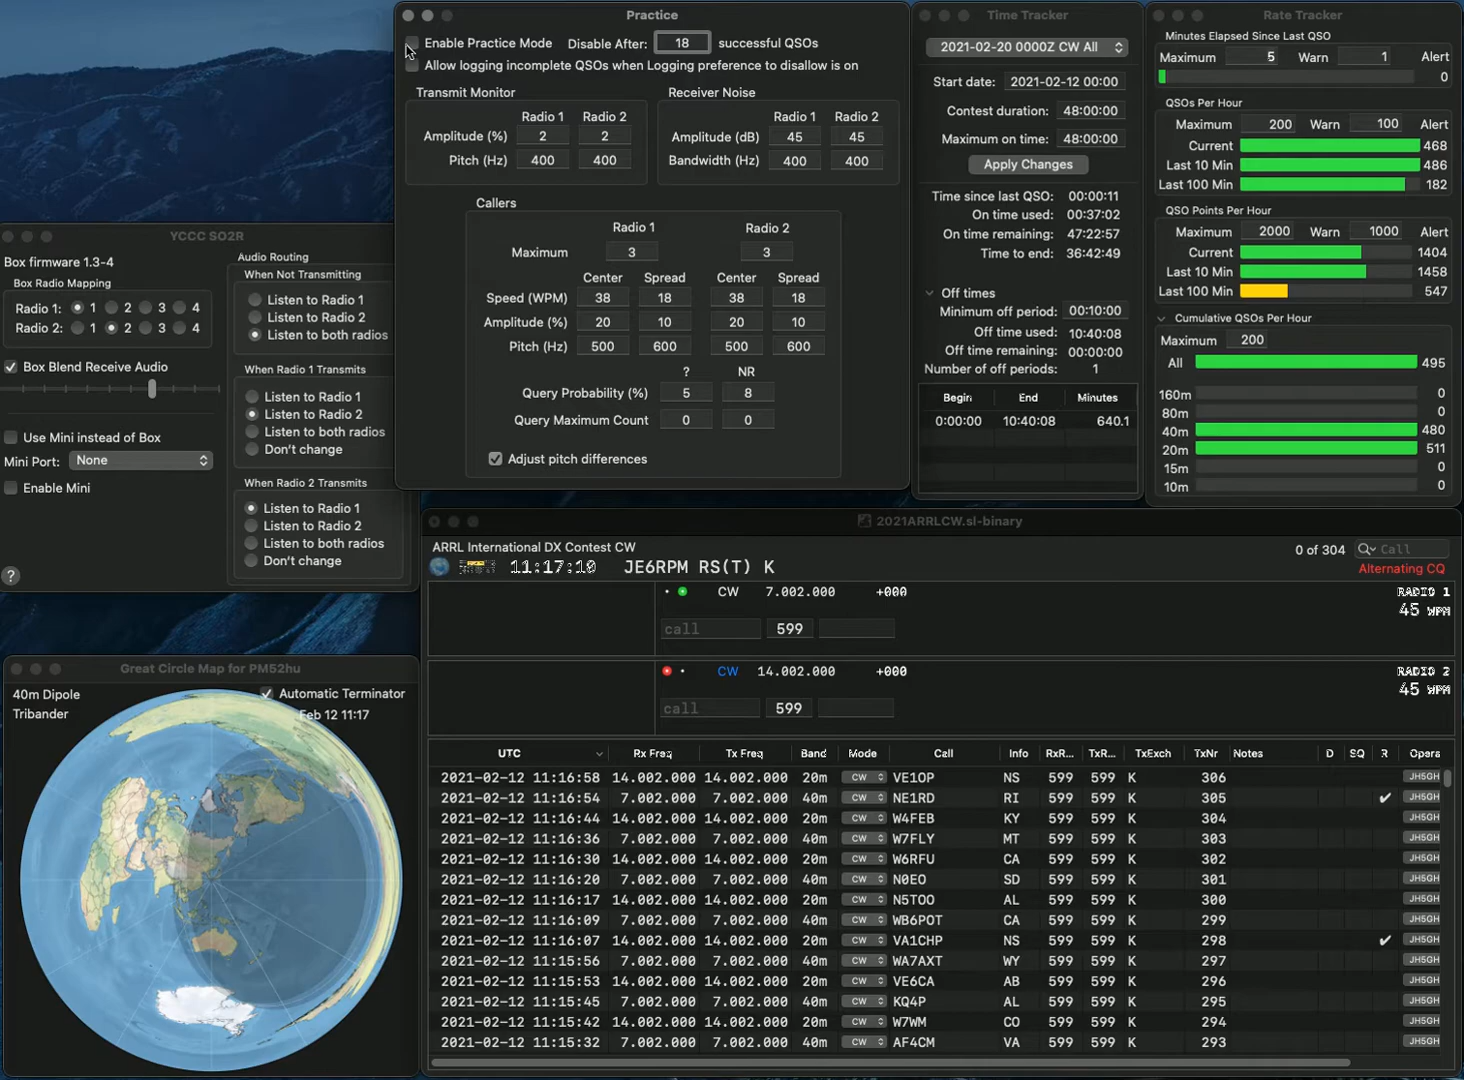 Practice
Enable Practice Mode Disable After: 18 successful QSOs
Allow logging incomplete QSOs when Logging preference to disallow is on
Transmit Monitor
Radio 1 Radio 2
Amplitude (%) 2 2
Pitch (Hz) 400 400
Receiver Noise
Radio 1 Radio 2
Amplitude (dB) 45 45
Bandwidth (Hz) 400 400
Callers
Radio 1 Radio 2
Maximum 3 3
Center Spread Center Spread
Speed (WPM) 38 18 38 18
Amplitude (%) 20 10 20 10
Pitch (Hz) 500 600 500 600
? NR
Query Probability (%) 5 8
Query Maximum Count 0 0
Adjust pitch differences
Time Tracker
2021-02-20 0000Z CW All
Start date: 2021-02-12 00:00
Contest duration: 48:00:00
Maximum on time: 48:00:00
Apply Changes
Time since last QSO: 00:00:11
On time used: 00:37:02
On time remaining: 47:22:57
Time to end: 36:42:49
Off times
Minimum off period: 00:10:00
Off time used: 10:40:08
Off time remaining: 00:00:00
Number of off periods: 1
Begin End Minutes
0:00:00 10:40:08 640.1
Rate Tracker
Minutes Elapsed Since Last QSO
Maximum 5 Warn 1 Alert
0
QSOs Per Hour
Maximum 200 Warn 100 Alert
Current 468
Last 10 Min 486
Last 100 Min 182
QSO Points Per Hour
Maximum 2000 Warn 1000 Alert
Current 1404
Last 10 Min 1458
Last 100 Min 547
Cumulative QSOs Per Hour
Maximum 200
All 495
160m 0
80m 0
40m 480
20m 511
15m 0
10m 0
YCCC SO2R
Box firmware 1.3-4
Box Radio Mapping
Radio 1: 1 2 3 4
Radio 2: 1 2 3 4
Box Blend Receive Audio
Use Mini instead of Box
Mini Port: None
Enable Mini
?
Audio Routing
When Not Transmitting
Listen to Radio 1
Listen to Radio 2
Listen to both radios
When Radio 1 Transmits
Listen to Radio 1
Listen to Radio 2
Listen to both radios
Don't change
When Radio 2 Transmits
Listen to Radio 1
Listen to Radio 2
Listen to both radios
Don't change
Great Circle Map for PM52hu
40m Dipole Automatic Terminator
Tribander Feb 12 11:17
2021ARRLCW.sl-binary
ARRL International DX Contest CW 0 of 304 Call
11:17:10 JE6RPM RS(T) K Alternating CQ
CW 7.002.000 +000 RADIO 1
45 WPM
call 599
CW 14.002.000 +000 RADIO 2
45 WPM
call 599
UTC Rx Freq Tx Freq Band Mode Call Info RxR... TxR... TxExch TxNr Notes D SQ R Opera
2021-02-12 11:16:58 14.002.000 14.002.000 20m CW VE1OP NS 599 599 K 306 JH5GH
2021-02-12 11:16:54 7.002.000 7.002.000 40m CW NE1RD RI 599 599 K 305 ✔ JH5GH
2021-02-12 11:16:44 14.002.000 14.002.000 20m CW W4FEB KY 599 599 K 304 JH5GH
2021-02-12 11:16:36 7.002.000 7.002.000 40m CW W7FLY MT 599 599 K 303 JH5GH
2021-02-12 11:16:30 14.002.000 14.002.000 20m CW W6RFU CA 599 599 K 302 JH5GH
2021-02-12 11:16:20 7.002.000 7.002.000 40m CW N0EO SD 599 599 K 301 JH5GH
2021-02-12 11:16:17 14.002.000 14.002.000 20m CW N5TOO AL 599 599 K 300 JH5GH
2021-02-12 11:16:09 7.002.000 7.002.000 40m CW WB6POT CA 599 599 K 299 JH5GH
2021-02-12 11:16:07 14.002.000 14.002.000 20m CW VA1CHP NS 599 599 K 298 ✔ JH5GH
2021-02-12 11:15:56 7.002.000 7.002.000 40m CW WA7AXT WY 599 599 K 297 JH5GH
2021-02-12 11:15:53 14.002.000 14.002.000 20m CW VE6CA AB 599 599 K 296 JH5GH
2021-02-12 11:15:45 7.002.000 7.002.000 40m CW KQ4P AL 599 599 K 295 JH5GH
2021-02-12 11:15:42 14.002.000 14.002.000 20m CW W7WM CO 599 599 K 294 JH5GH
2021-02-12 11:15:32 7.002.000 7.002.000 40m CW AF4CM VA 599 599 K 293 JH5GH